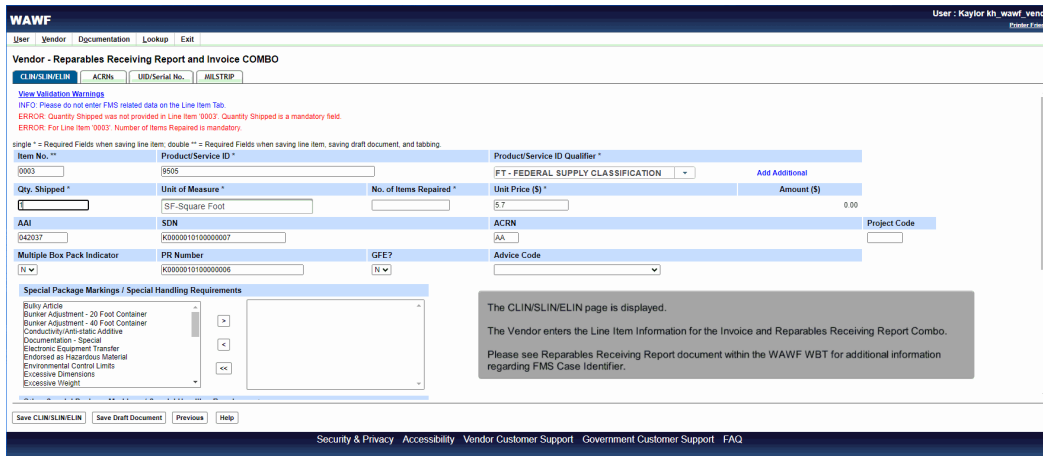 WAWF
User : Kaylor kh_wawf_vend
Printer Frie
User Vendor Documentation Lookup Exit
Vendor - Reparables Receiving Report and Invoice COMBO
CLIN/SLIN/ELIN ACRNs UID/Serial No. MILSTRIP
View Validation Warnings
INFO: Please do not enter FMS related data on the Line Item Tab.
ERROR: Quantity Shipped was not provided in Line Item '0003'. Quantity Shipped is a mandatory field.
ERROR: For Line Item '0003'. Number of Items Repaired is mandatory.
single * = Required Fields when saving line item; double ** = Required Fields when saving line item, saving draft document, and tabbing.
Item No. ** Product/Service ID * Product/Service ID Qualifier *
0003 9505 FT - FEDERAL SUPPLY CLASSIFICATION Add Additional
Qty. Shipped * Unit of Measure * No. of Items Repaired * Unit Price ($) * Amount ($)
1 SF-Square Foot 5.7 0.00
AAI SDN ACRN Project Code
042037 K0000010100000007 AA
Multiple Box Pack Indicator PR Number GFE? Advice Code
N K0000010100000006 N
Special Package Markings / Special Handling Requirements
Bulky Article
Bunker Adjustment - 20 Foot Container
Bunker Adjustment - 40 Foot Container
Conductivity/Anti-static Additive
Documentation - Special
Electronic Equipment Transfer
Endorsed as Hazardous Material
Environmental Control Limits
Excessive Dimensions
Excessive Weight
>
<
<<
The CLIN/SLIN/ELIN page is displayed.
The Vendor enters the Line Item Information for the Invoice and Reparables Receiving Report Combo.
Please see Reparables Receiving Report document within the WAWF WBT for additional information
regarding FMS Case Identifier.
Save CLIN/SLIN/ELIN Save Draft Document Previous Help
Security & Privacy Accessibility Vendor Customer Support Government Customer Support FAQ